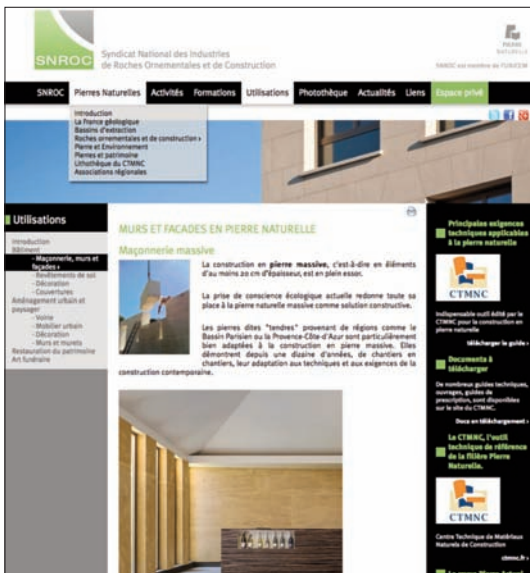 SNROC
Syndicat National des Industries
de Roches Ornementales et de Construction
PIERRE
NATURELLE
SNROC est membre de l'UNICEM
SNROC Pierres Naturelles Activités Formations Utilisations Photothèque Actualités Liens Espace privé
Introduction
La France géologique
Bassins d'extraction
Roches ornementales et de construction ›
Pierre et Environnement
Pierres et patrimoine
Lithothèque du CTMNC
Associations régionales
Utilisations
Introduction
Bâtiment
- Maçonnerie, murs et
façades ›
- Revêtements de sol
- Décoration
- Couvertures
Aménagement urbain et
paysager
- Voirie
- Mobilier urbain
- Décoration
- Murs et murets
Restauration du patrimoine
Art funéraire
MURS ET FACADES EN PIERRE NATURELLE
Maçonnerie massive
La construction en pierre massive, c'est-à-dire en éléments
d'au moins 20 cm d'épaisseur, est en plein essor.
La prise de conscience écologique actuelle redonne toute sa
place à la pierre naturelle massive comme solution constructive.
Les pierres dites "tendres" provenant de régions comme le
Bassin Parisien ou la Provence-Côte-d'Azur sont particulièrement
bien adaptées à la construction en pierre massive. Elles
démontrent depuis une dizaine d'années, de chantiers en
chantiers, leur adaptation aux techniques et aux exigences de la
construction contemporaine.
Principales exigences
techniques applicables
à la pierre naturelle
CTMNC
Indispensable outil édité par le
CTMNC pour la construction en
pierre naturelle
télécharger le guide ›
Documents à
télécharger
De nombreux guides techniques,
ouvrages, guides de
prescription, sont disponibles
sur le site du CTMNC.
Docs en téléchargement ›
Le CTMNC, l'outil
technique de référence
de la filière Pierre
Naturelle.
CTMNC
Centre Technique de Matériaux
Naturels de Construction
ctmnc.fr ›